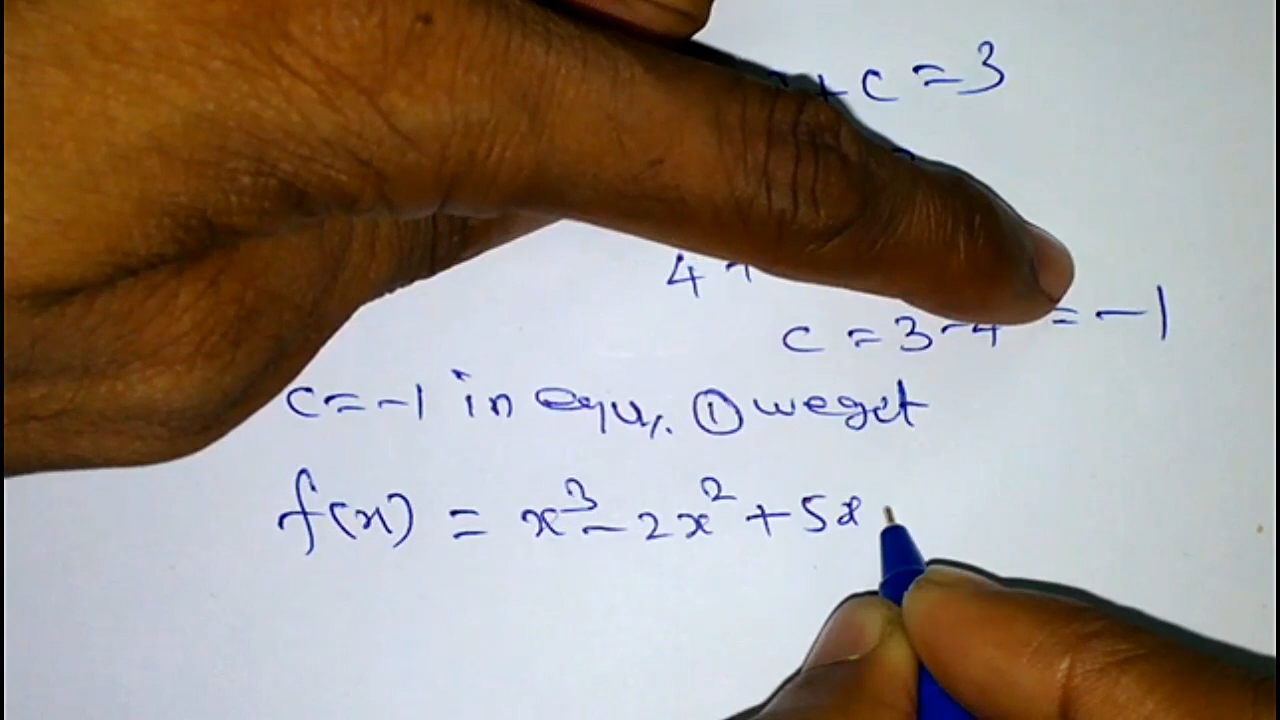 + c = 3
4 +
c = 3 - 4 = -1
c = -1 in equ. ① we get
f(x) = x³ - 2x² + 5x